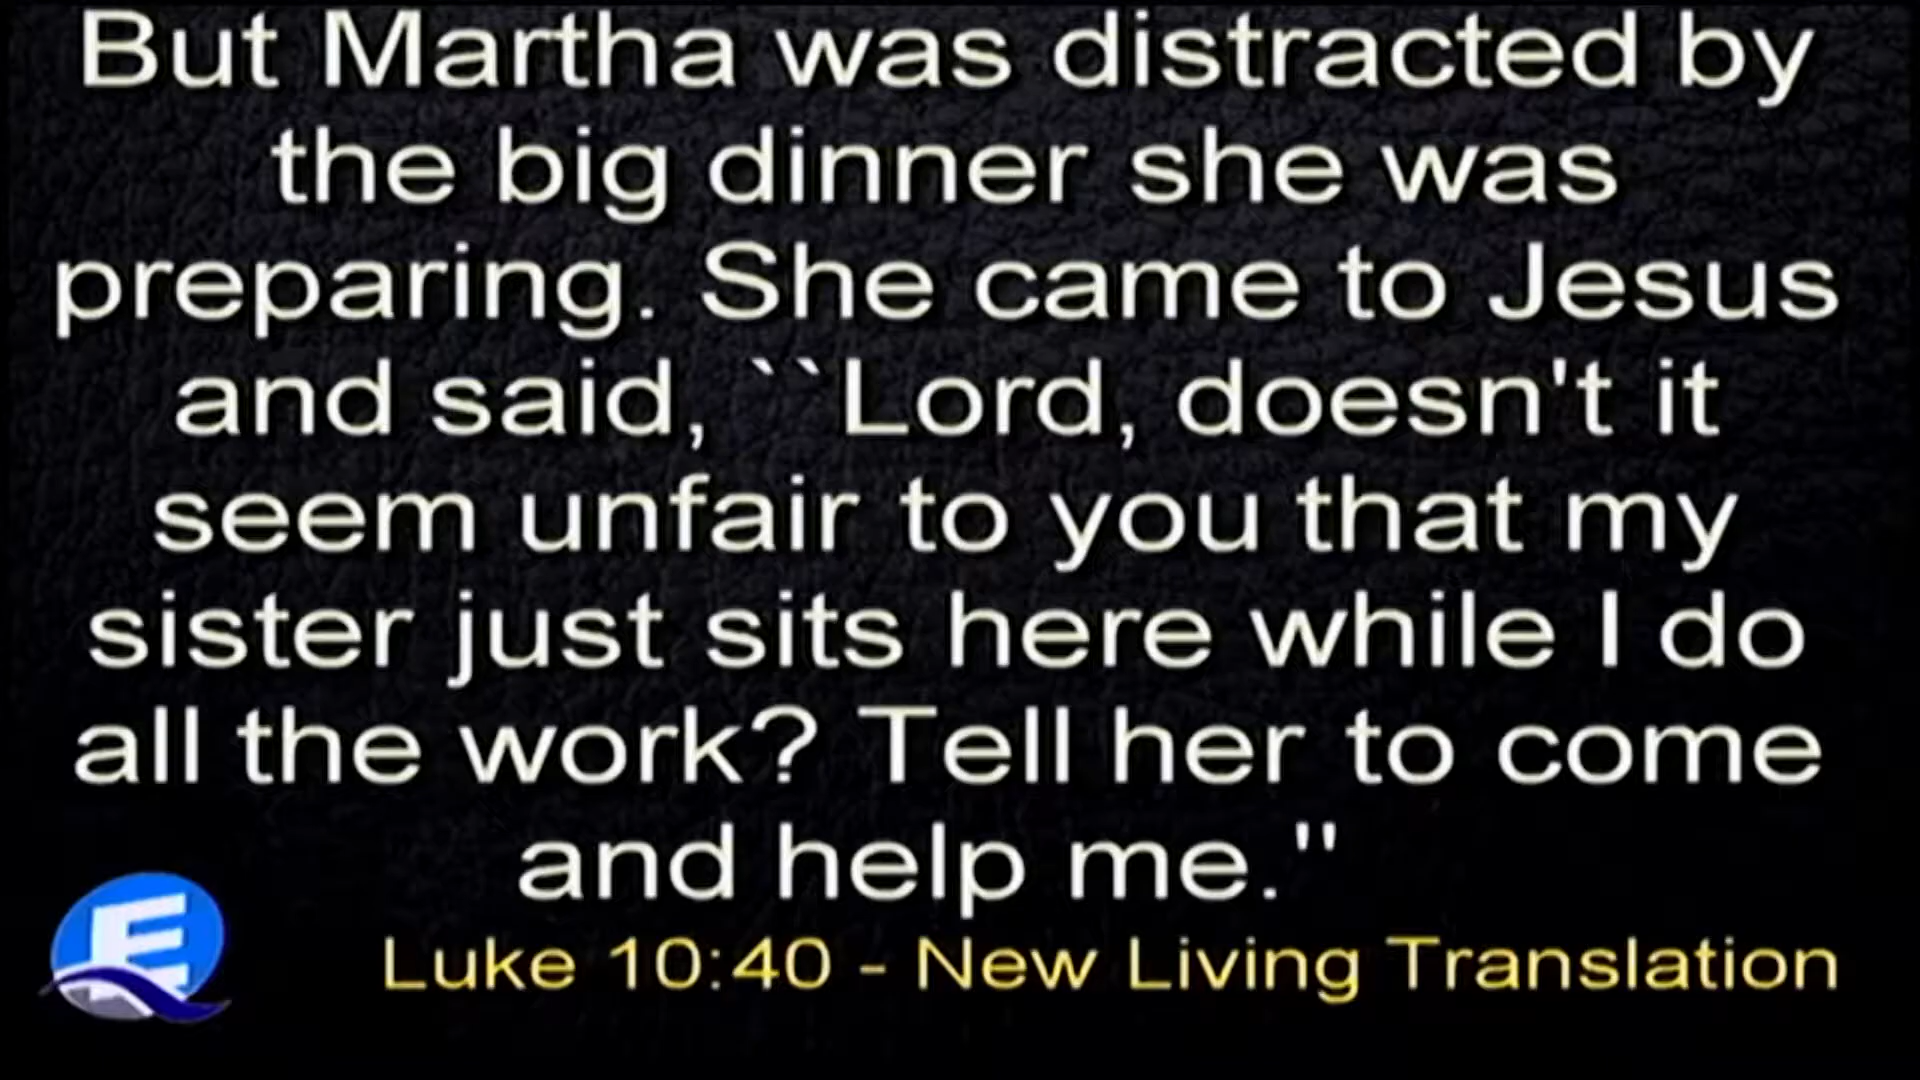 But Martha was distracted by
the big dinner she was
preparing. She came to Jesus
and said, ``Lord, doesn't it
seem unfair to you that my
sister just sits here while I do
all the work? Tell her to come
and help me."
E
Luke 10:40 - New Living Translation